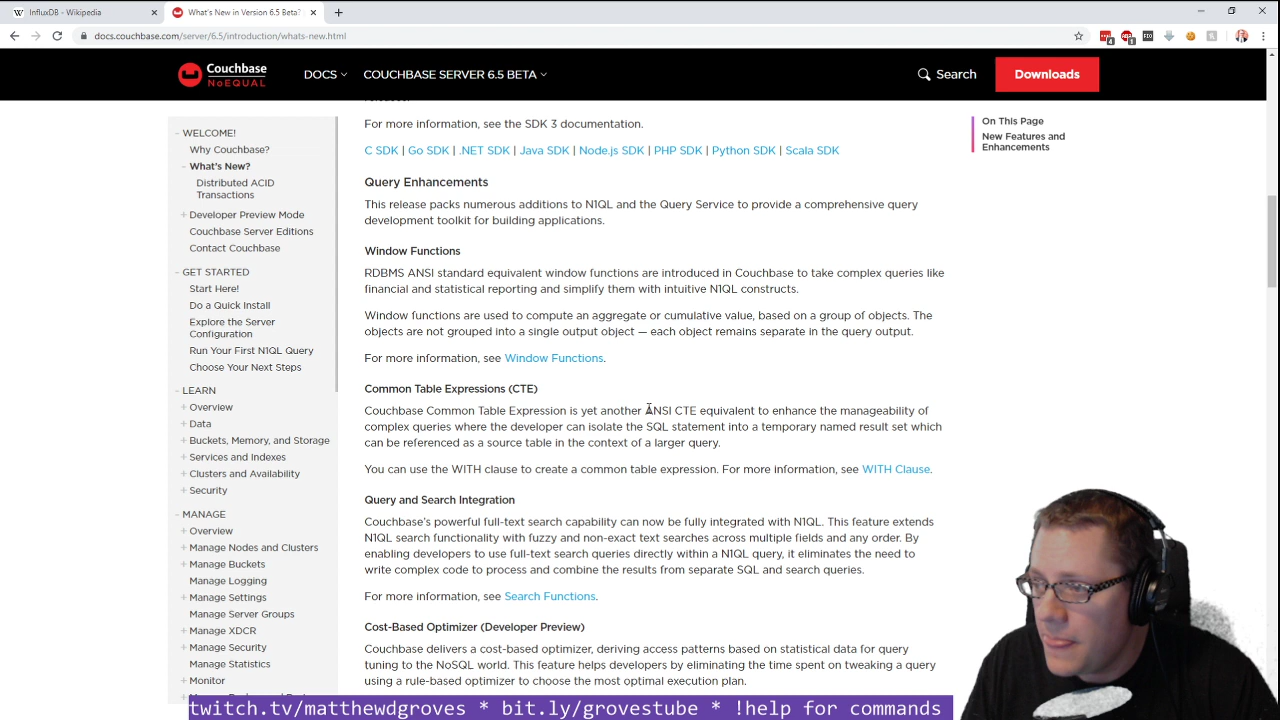 InfluxDB - Wikipedia
What's New in Version 6.5 Beta?
docs.couchbase.com/server/6.5/introduction/whats-new.html
Couchbase
NoEQUAL
DOCS
COUCHBASE SERVER 6.5 BETA
Search
Downloads
WELCOME!
Why Couchbase?
What's New?
Distributed ACID
Transactions
Developer Preview Mode
Couchbase Server Editions
Contact Couchbase
GET STARTED
Start Here!
Do a Quick Install
Explore the Server
Configuration
Run Your First N1QL Query
Choose Your Next Steps
LEARN
Overview
Data
Buckets, Memory, and Storage
Services and Indexes
Clusters and Availability
Security
MANAGE
Overview
Manage Nodes and Clusters
Manage Buckets
Manage Logging
Manage Settings
Manage Server Groups
Manage XDCR
Manage Security
Manage Statistics
Monitor
For more information, see the SDK 3 documentation.
C SDK | Go SDK | .NET SDK | Java SDK | Node.js SDK | PHP SDK | Python SDK | Scala SDK
Query Enhancements
This release packs numerous additions to N1QL and the Query Service to provide a comprehensive query
development toolkit for building applications.
Window Functions
RDBMS ANSI standard equivalent window functions are introduced in Couchbase to take complex queries like
financial and statistical reporting and simplify them with intuitive N1QL constructs.
Window functions are used to compute an aggregate or cumulative value, based on a group of objects. The
objects are not grouped into a single output object — each object remains separate in the query output.
For more information, see Window Functions.
Common Table Expressions (CTE)
Couchbase Common Table Expression is yet another ANSI CTE equivalent to enhance the manageability of
complex queries where the developer can isolate the SQL statement into a temporary named result set which
can be referenced as a source table in the context of a larger query.
You can use the WITH clause to create a common table expression. For more information, see WITH Clause.
Query and Search Integration
Couchbase's powerful full-text search capability can now be fully integrated with N1QL. This feature extends
N1QL search functionality with fuzzy and non-exact text searches across multiple fields and any order. By
enabling developers to use full-text search queries directly within a N1QL query, it eliminates the need to
write complex code to process and combine the results from separate SQL and search queries.
For more information, see Search Functions.
Cost-Based Optimizer (Developer Preview)
Couchbase delivers a cost-based optimizer, deriving access patterns based on statistical data for query
tuning to the NoSQL world. This feature helps developers by eliminating the time spent on tweaking a query
using a rule-based optimizer to choose the most optimal execution plan.
On This Page
New Features and
Enhancements
twitch.tv/matthewdgroves * bit.ly/grovestube * !help for commands